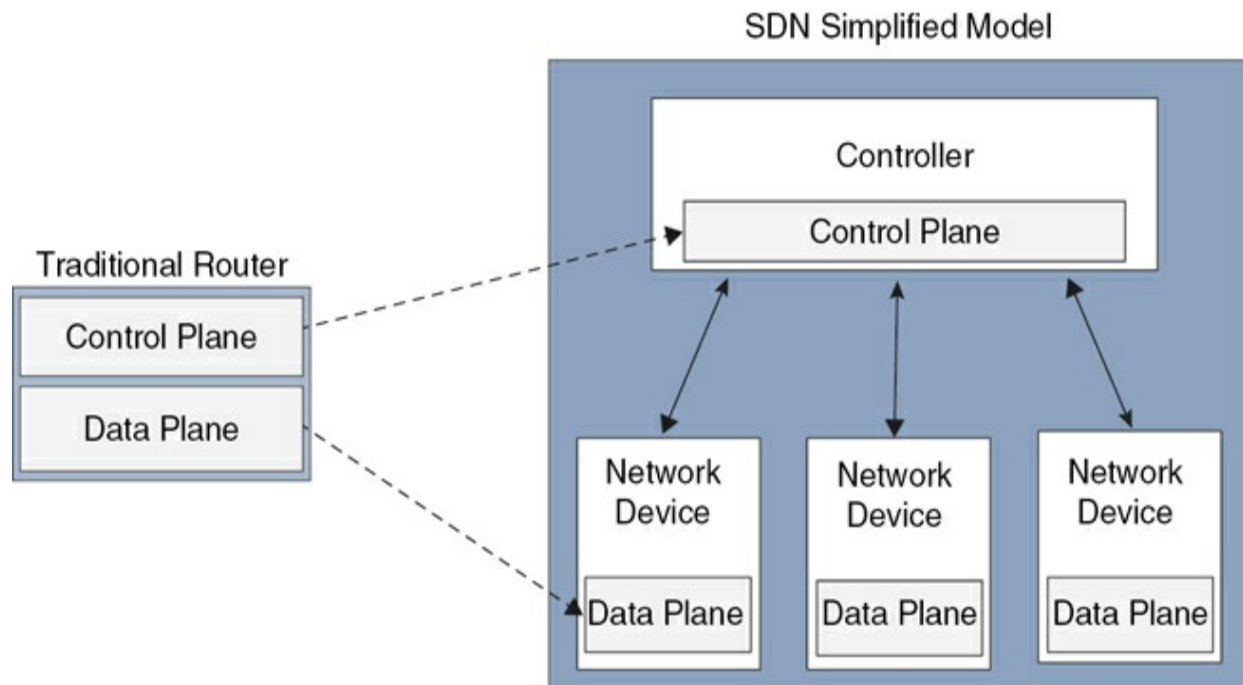 SDN Simplified Model
Controller
Control Plane
Traditional Router
Control Plane
Data Plane
Network
Device
Data Plane
Network
Device
Data Plane
Network
Device
Data Plane